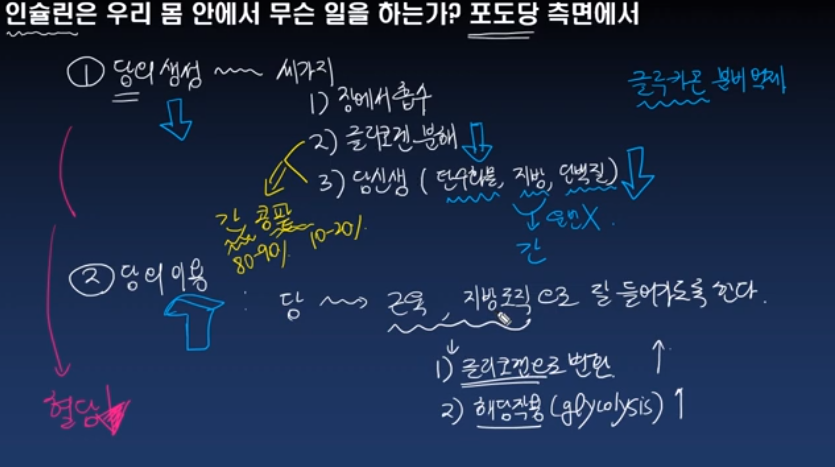 인슐린은 우리 몸 안에서 무슨 일을 하는가? 포도당 측면에서
① 당의 생성 ~~~ 세가지
글루카곤 분비 억제
1) 장에서 흡수
2) 글리코겐 분해
3) 당신생 (탄수화물, 지방, 단백질)
간, 콩팥
80-90% 10-20%
일반X
간
② 당의 이용 : 당 ~~> 근육, 지방조직으로 잘 들어가도록 한다.
1) 글리코겐으로 변환 ↑
2) 해당작용 (glycolysis) ↑
혈당